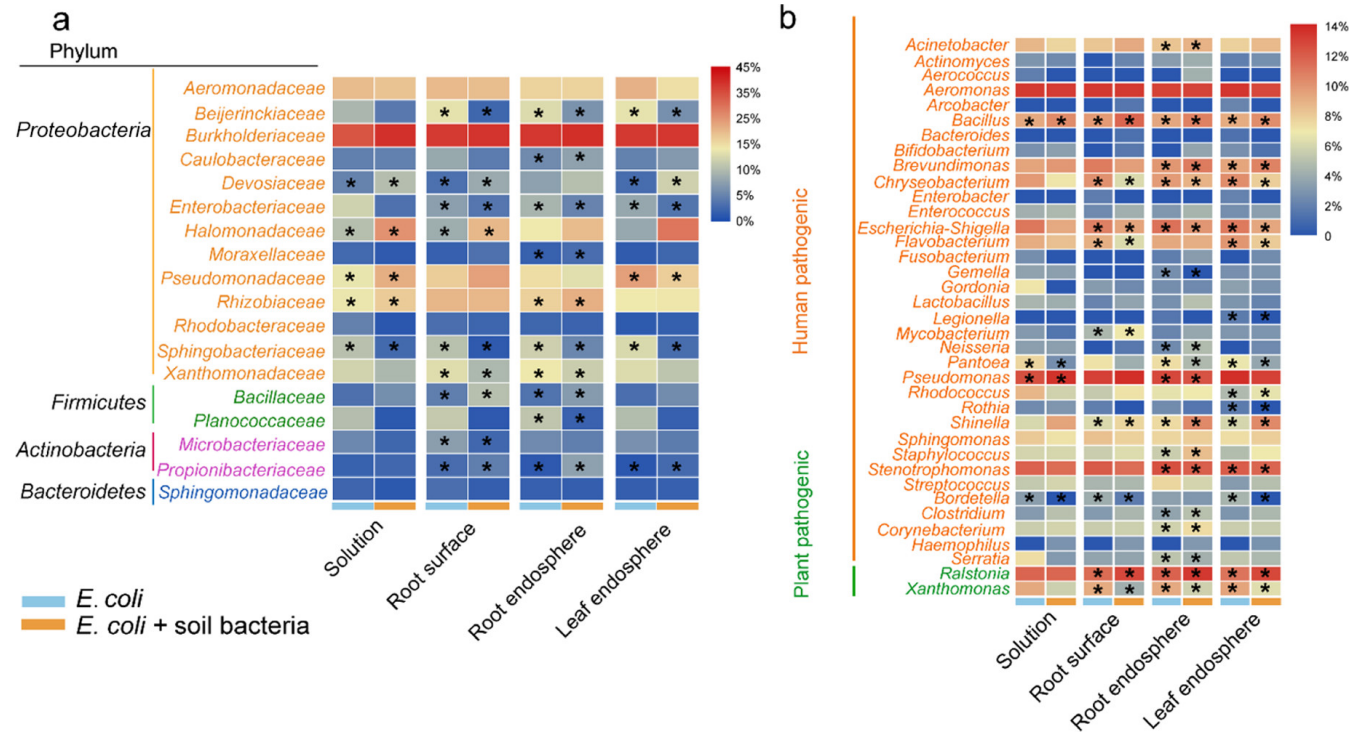 a
Phylum
Proteobacteria
Aeromonadaceae
Beijerinckiaceae
Burkholderiaceae
Caulobacteraceae
Devosiaceae
Enterobacteriaceae
Halomonadaceae
Moraxellaceae
Pseudomonadaceae
Rhizobiaceae
Rhodobacteraceae
Sphingobacteriaceae
Xanthomonadaceae
Firmicutes
Bacillaceae
Planococcaceae
Actinobacteria
Microbacteriaceae
Propionibacteriaceae
Bacteroidetes
Sphingomonadaceae
45%
35%
25%
15%
10%
5%
0%
Solution
Root surface
Root endosphere
Leaf endosphere
E. coli
E. coli + soil bacteria
b
Human pathogenic
Acinetobacter
Actinomyces
Aerococcus
Aeromonas
Arcobacter
Bacillus
Bacteroides
Bifidobacterium
Brevundimonas
Chryseobacterium
Enterobacter
Enterococcus
Escherichia-Shigella
Flavobacterium
Fusobacterium
Gemella
Gordonia
Lactobacillus
Legionella
Mycobacterium
Neisseria
Pantoea
Pseudomonas
Rhodococcus
Rothia
Shinella
Sphingomonas
Staphylococcus
Stenotrophomonas
Streptococcus
Bordetella
Clostridium
Corynebacterium
Haemophilus
Serratia
Plant pathogenic
Ralstonia
Xanthomonas
14%
12%
10%
8%
6%
4%
2%
0
Solution
Root surface
Root endosphere
Leaf endosphere